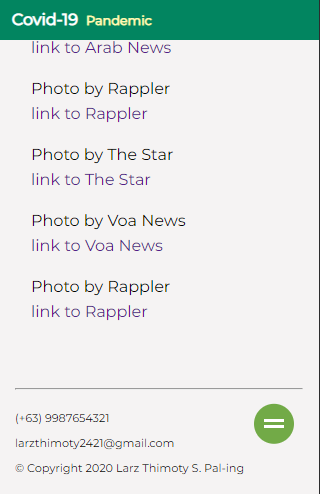 Covid-19 Pandemic
link to Arab News
Photo by Rappler
link to Rappler
Photo by The Star
link to The Star
Photo by Voa News
link to Voa News
Photo by Rappler
link to Rappler
(+63) 9987654321
larzthimoty2421@gmail.com
© Copyright 2020 Larz Thimoty S. Pal-ing